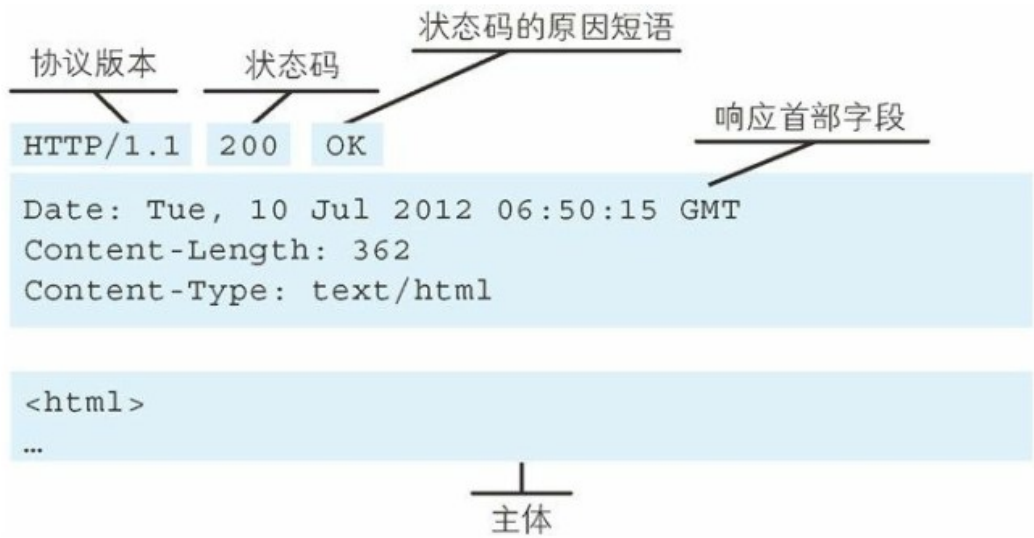 状态码的原因短语
协议版本 状态码
响应首部字段
HTTP/1.1 200 OK
Date: Tue, 10 Jul 2012 06:50:15 GMT
Content-Length: 362
Content-Type: text/html
<html>
…
主体